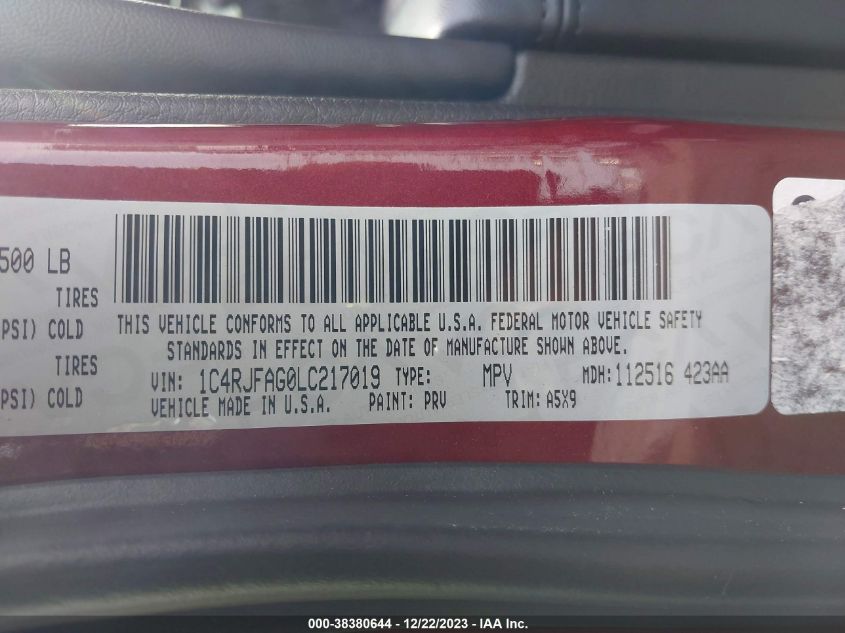 500 LB
TIRES
PSI) COLD
TIRES
PSI) COLD
THIS VEHICLE CONFORMS TO ALL APPLICABLE U.S.A. FEDERAL MOTOR VEHICLE SAFETY
STANDARDS IN EFFECT ON THE DATE OF MANUFACTURE SHOWN ABOVE.
VIN: 1C4RJFAG0LC217019 TYPE: MPV MDH: 112516 423AA
VEHICLE MADE IN U.S.A. PAINT: PRV TRIM: A5X9
000-38380644 - 12/22/2023 - IAA Inc.